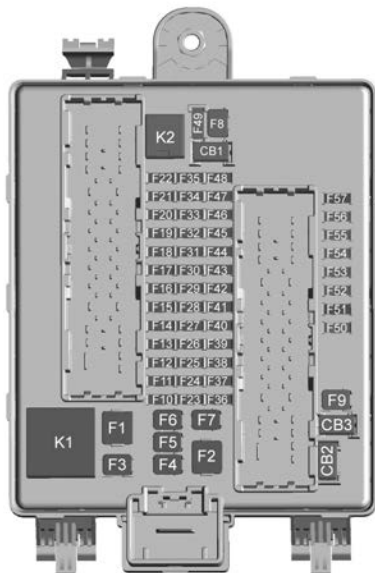 F49 F8
K2
CB1
F22 F35 F48
F21 F34 F47 F57
F20 F33 F46 F56
F19 F32 F45 F55
F18 F31 F44 F54
F17 F30 F43 F53
F16 F29 F42 F52
F15 F28 F41 F51
F14 F27 F40 F50
F13 F26 F39
F12 F25 F38
F11 F24 F37
F10 F23 F36 F9
K1 F1 F6 F7 CB3
F5
F3 F4 F2 CB2